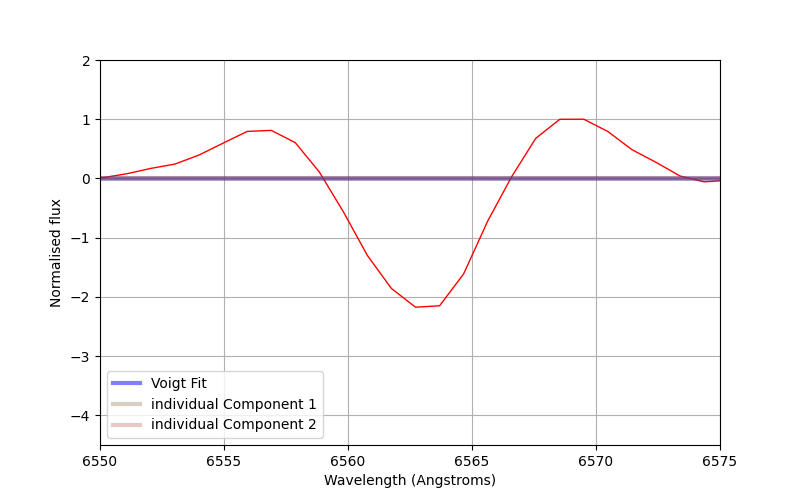 2
1
0
−1
−2
−3
−4
Normalised flux
Voigt Fit
individual Component 1
individual Component 2
6550 6555 6560 6565 6570 6575
Wavelength (Angstroms)